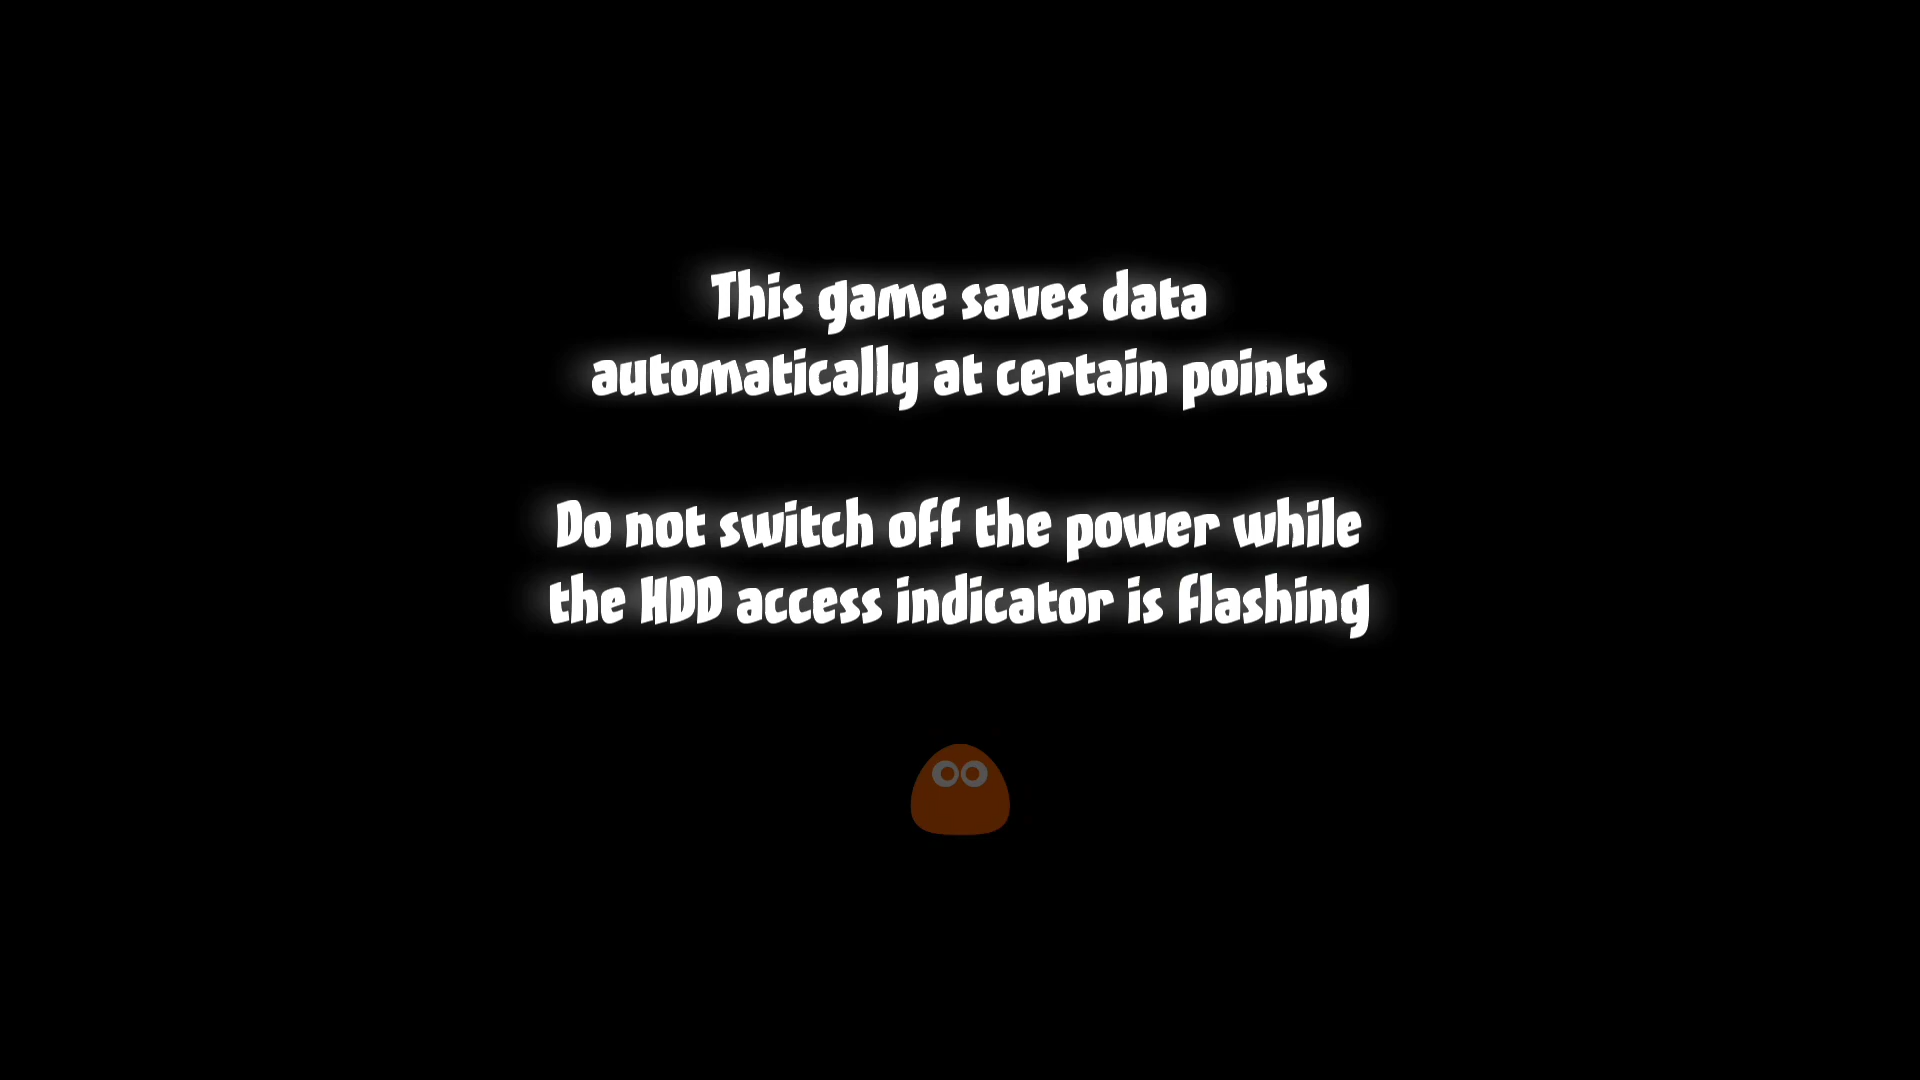 This game saves data
automatically at certain points
Do not switch off the power while
the HDD access indicator is flashing